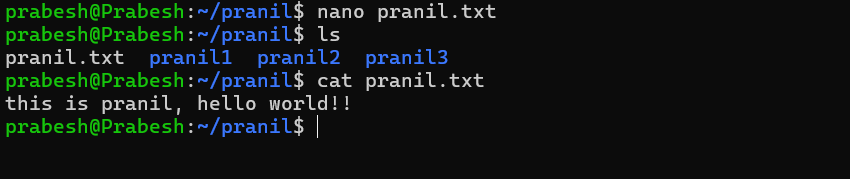 prabesh@Prabesh:~/pranil$ nano pranil.txt
prabesh@Prabesh:~/pranil$ ls
pranil.txt  pranil1  pranil2  pranil3
prabesh@Prabesh:~/pranil$ cat pranil.txt
this is pranil, hello world!!
prabesh@Prabesh:~/pranil$